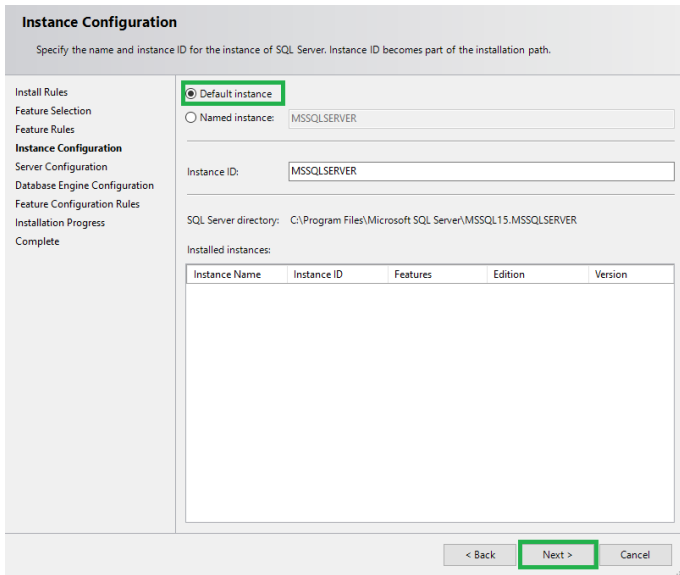 Instance Configuration
Specify the name and instance ID for the instance of SQL Server. Instance ID becomes part of the installation path.
Install Rules
Feature Selection
Feature Rules
Instance Configuration
Server Configuration
Database Engine Configuration
Feature Configuration Rules
Installation Progress
Complete
Default instance
Named instance: MSSQLSERVER
Instance ID: MSSQLSERVER
SQL Server directory: C:\Program Files\Microsoft SQL Server\MSSQL15.MSSQLSERVER
Installed instances:
Instance Name Instance ID Features Edition Version
< Back Next > Cancel